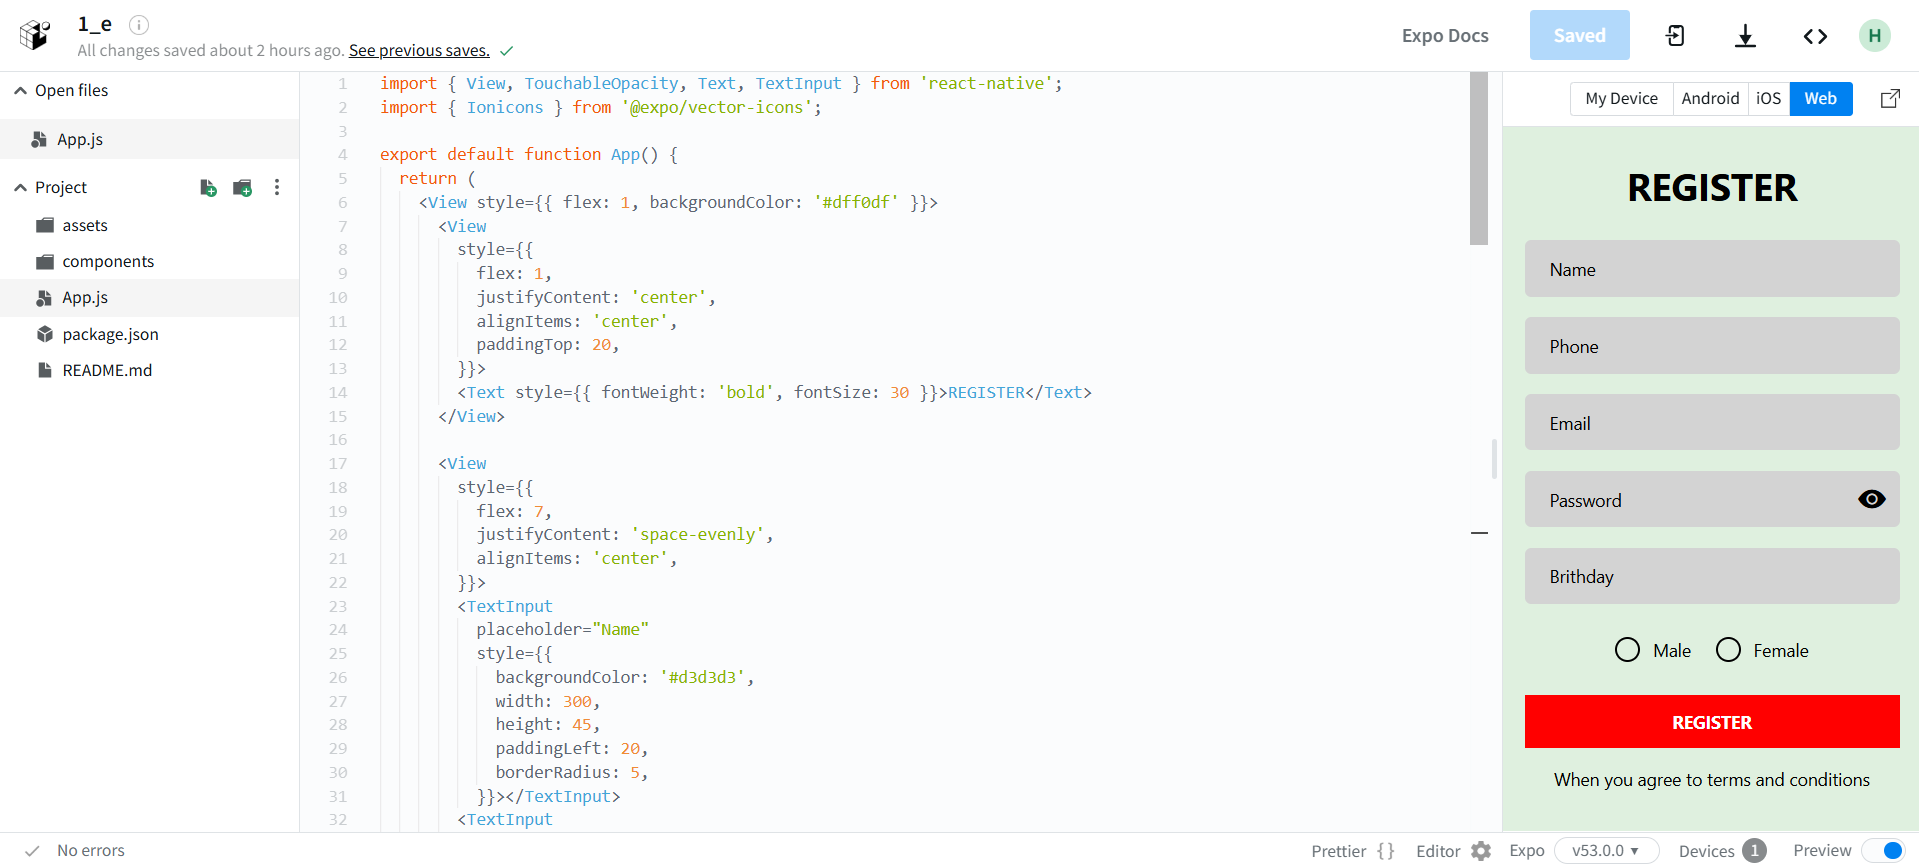 1_e
All changes saved about 2 hours ago. See previous saves.
Expo Docs
Saved
H
Open files
App.js
Project
assets
components
App.js
package.json
README.md
1 import { View, TouchableOpacity, Text, TextInput } from 'react-native';
2 import { Ionicons } from '@expo/vector-icons';
3
4 export default function App() {
5 return (
6 <View style={{ flex: 1, backgroundColor: '#dff0df' }}>
7 <View
8 style={{
9 flex: 1,
10 justifyContent: 'center',
11 alignItems: 'center',
12 paddingTop: 20,
13 }}>
14 <Text style={{ fontWeight: 'bold', fontSize: 30 }}>REGISTER</Text>
15 </View>
16
17 <View
18 style={{
19 flex: 7,
20 justifyContent: 'space-evenly',
21 alignItems: 'center',
22 }}>
23 <TextInput
24 placeholder="Name"
25 style={{
26 backgroundColor: '#d3d3d3',
27 width: 300,
28 height: 45,
29 paddingLeft: 20,
30 borderRadius: 5,
31 }}></TextInput>
32 <TextInput
My Device Android iOS Web
REGISTER
Name
Phone
Email
Password
Brithday
Male Female
REGISTER
When you agree to terms and conditions
No errors
Prettier { } Editor Expo v53.0.0 Devices 1 Preview